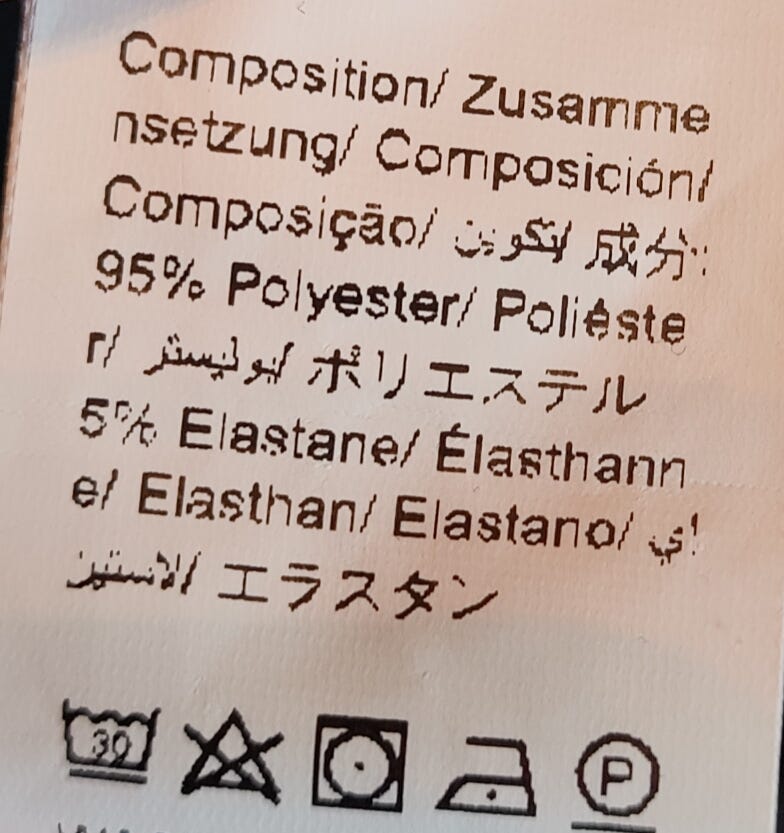 Composition/ Zusamme
nsetzung/ Composición/
Composição/ تكوين/ 成分:
95% Polyester/ Poliéste
r/ بوليستر/ ポリエステル
5% Elastane/ Élasthann
e/ Elasthan/ Elastano/
エラスタン
30
P